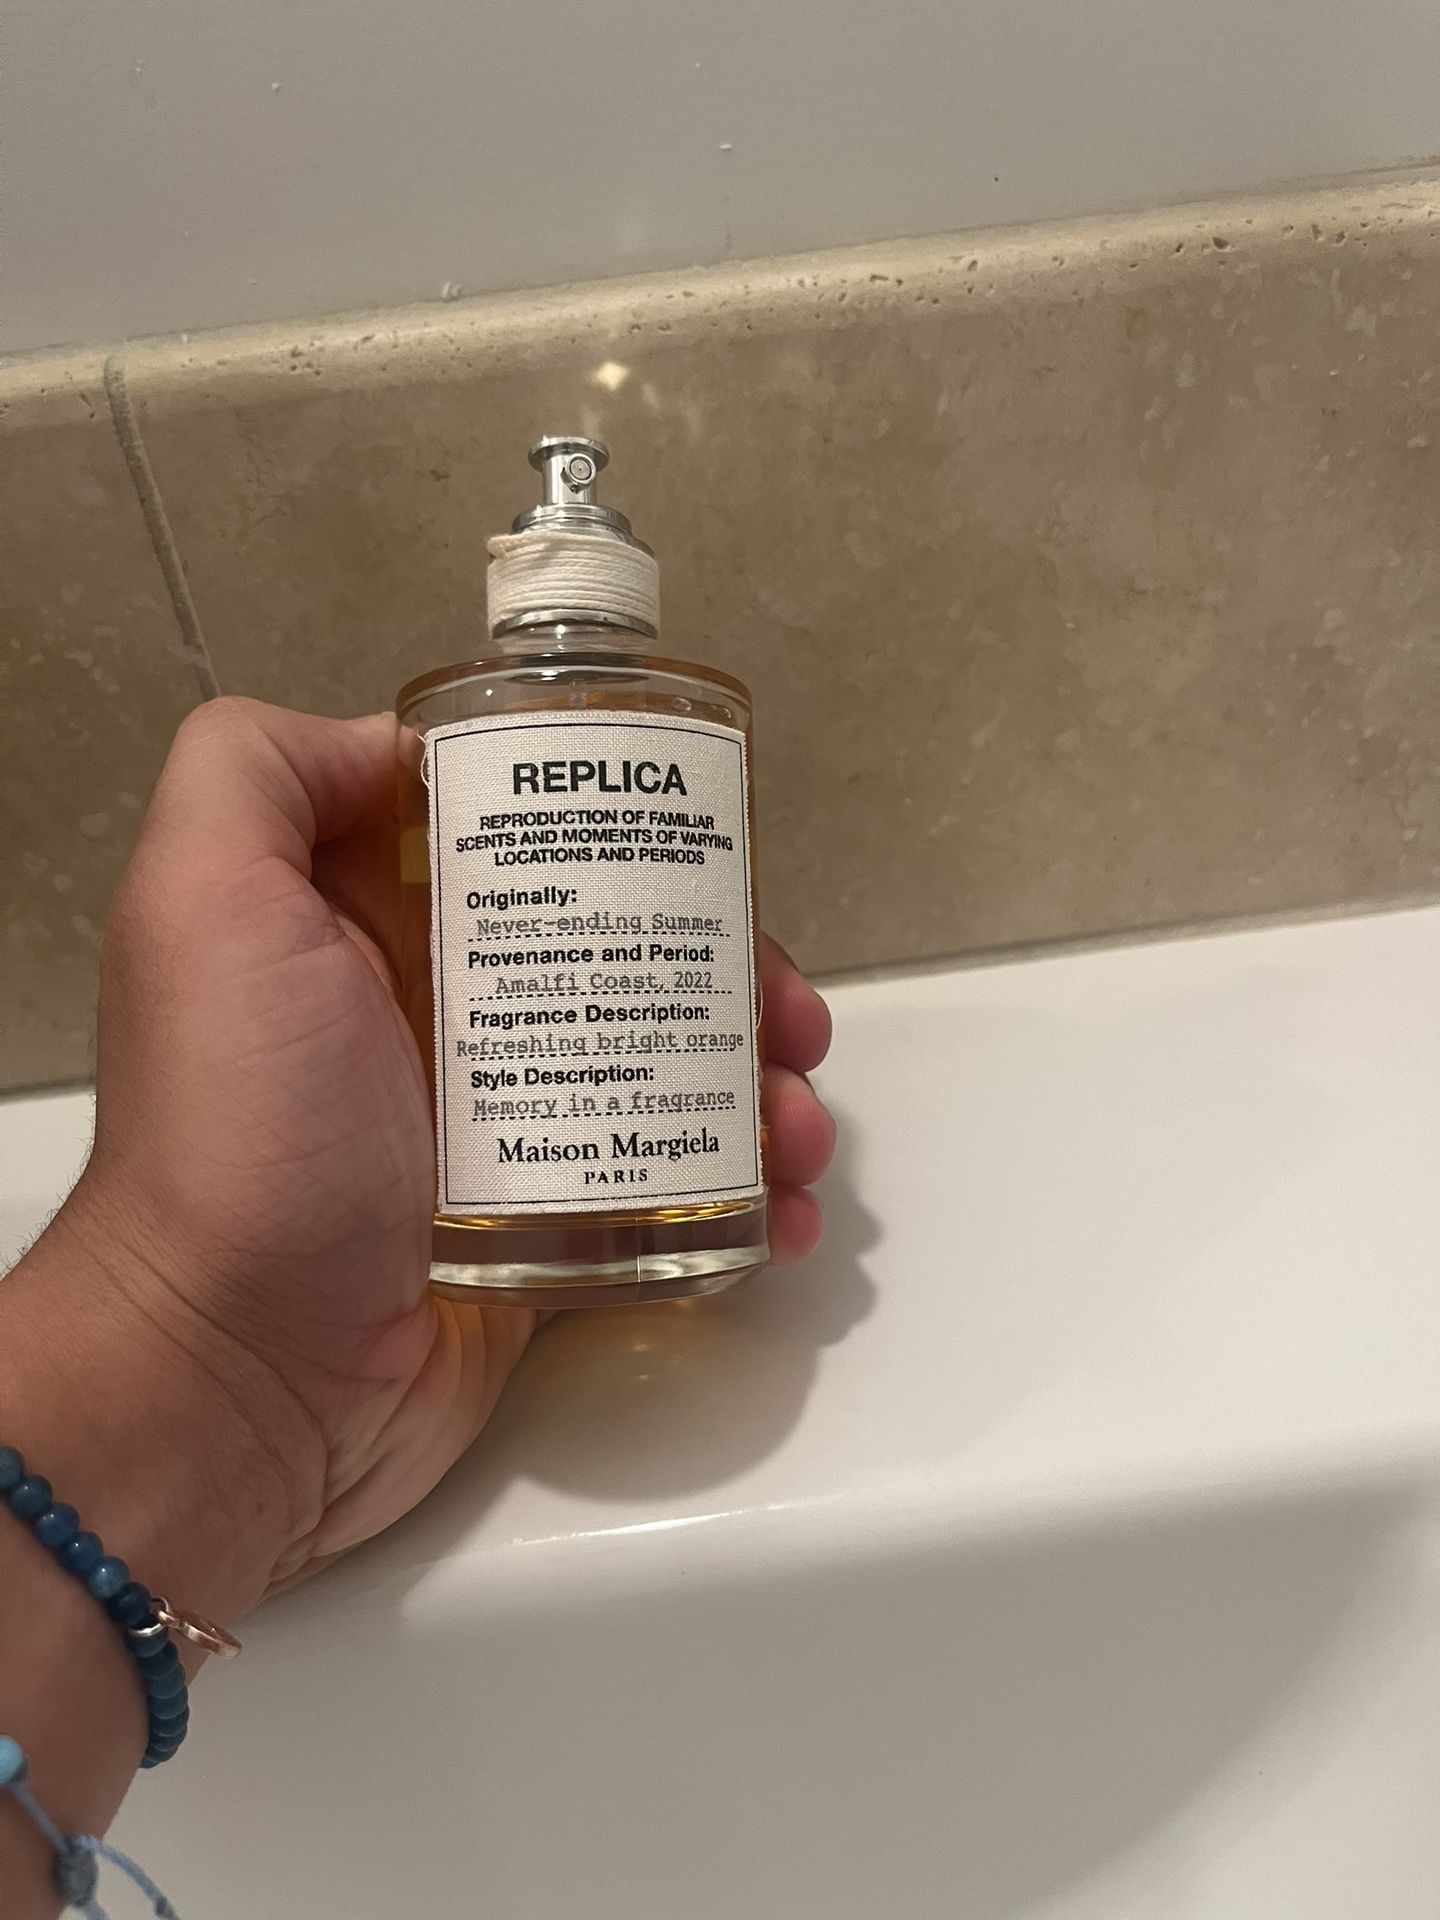 REPLICA
REPRODUCTION OF FAMILIAR
SCENTS AND MOMENTS OF VARYING
LOCATIONS AND PERIODS
Originally:
Never-ending Summer
Provenance and Period:
Amalfi Coast, 2022
Fragrance Description:
Refreshing bright orange
Style Description:
Memory in a fragrance
Maison Margiela
PARIS